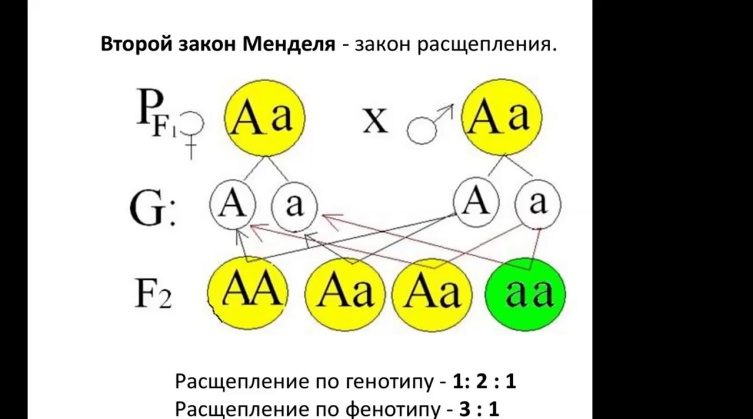 Второй закон Менделя - закон расщепления.
P F1 ♀ Aa x ♂ Aa
G: A a A a
F2 AA Aa Aa aa
Расщепление по генотипу - 1: 2 : 1
Расщепление по фенотипу - 3 : 1